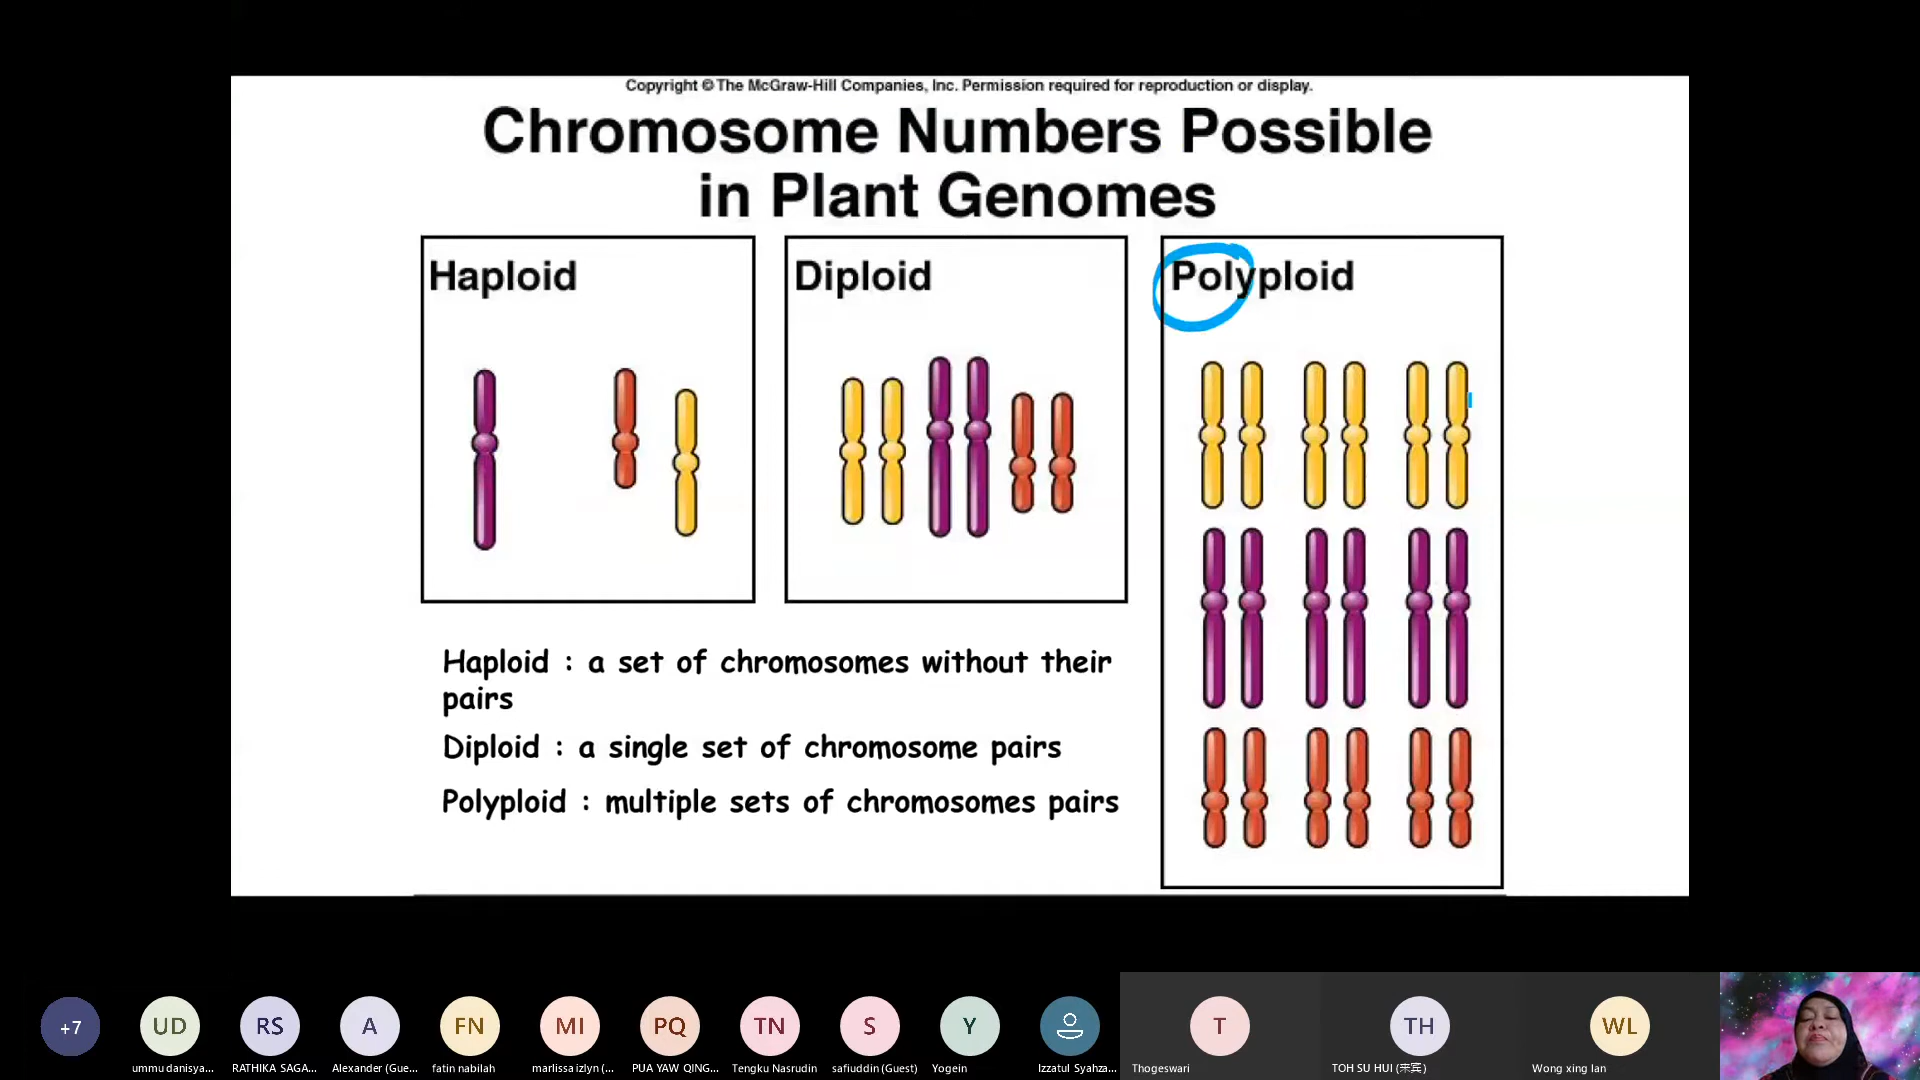 Copyright © The McGraw-Hill Companies, Inc. Permission required for reproduction or display.
Chromosome Numbers Possible
in Plant Genomes
Haploid
Diploid
Polyploid
Haploid : a set of chromosomes without their
pairs
Diploid : a single set of chromosome pairs
Polyploid : multiple sets of chromosomes pairs
+7
UD
RS
A
FN
MI
PQ
TN
S
Y
T
TH
WL
ummu danisya...
RATHIKA SAGA...
Alexander (Gue...
fatin nabilah
marlissa izlyn (...
PUA YAW QING...
Tengku Nasrudin
safiuddin (Guest)
Yogein
Izzatul Syahza...
Thogeswari
TOH SU HUI
Wong xing lan